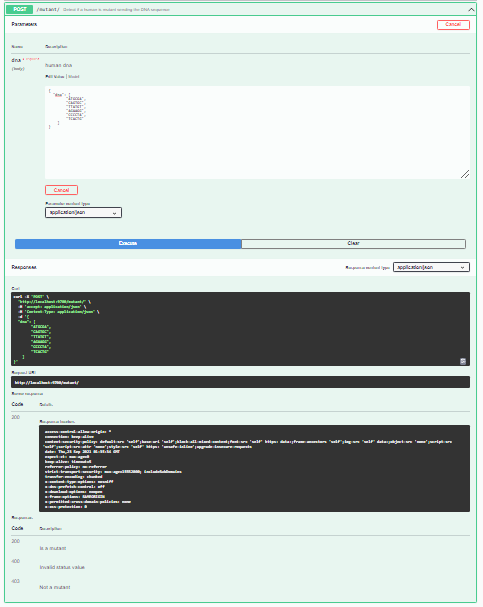 POST /mutant/ Detect if a human is mutant sending the DNA sequence
Parameters
Cancel
Name Description
dna * required
(body)
human dna
Edit Value | Model
{
"dna": [
"ATGCGA",
"CAGTGC",
"TTATGT",
"AGAAGG",
"CCCCTA",
"TCACTG"
]
}
Cancel
Parameter content type
application/json
Execute Clear
Responses Response content type application/json
Curl
curl -X 'POST' \
'http://localhost:9700/mutant/' \
-H 'accept: application/json' \
-H 'Content-Type: application/json' \
-d '{
"dna": [
"ATGCGA",
"CAGTGC",
"TTATGT",
"AGAAGG",
"CCCCTA",
"TCACTG"
]
}'
Request URL
http://localhost:9700/mutant/
Server response
Code Details
200
Response headers
access-control-allow-origin: *
connection: keep-alive
content-security-policy: default-src 'self';base-uri 'self';block-all-mixed-content;font-src 'self' https: data:;frame-ancestors 'self';img-src 'self' data:;object-src 'none';script-src
'self';script-src-attr 'none';style-src 'self' https: 'unsafe-inline';upgrade-insecure-requests
expect-ct: max-age=0
keep-alive: timeout=5
referrer-policy: no-referrer
strict-transport-security: max-age=15552000; includeSubDomains
transfer-encoding: chunked
x-content-type-options: nosniff
x-dns-prefetch-control: off
x-download-options: noopen
x-frame-options: SAMEORIGIN
x-permitted-cross-domain-policies: none
x-xss-protection: 0
Responses
Code Description
200
Is a mutant
400
Invalid status value
403
Not a mutant